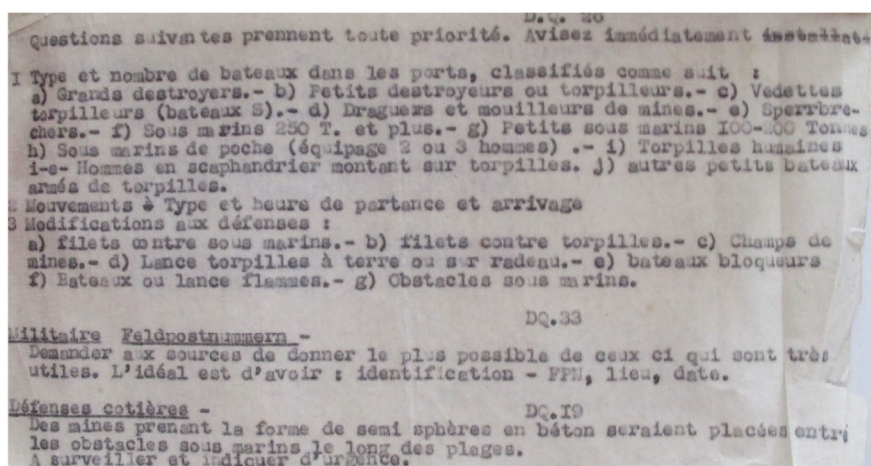 D.Q. 28
Questions suivantes prennent toute priorité. Avisez immédiatement
I Type et nombre de bateaux dans les ports, classifiés comme suit :
a) Grands destroyers.- b) Petits destroyeurs ou torpilleurs.- c) Vedettes
torpilleurs (bateaux S).- d) Dragueurs et mouilleurs de mines.- e) Sperrbre-
chers.- f) Sous marins 250 T. et plus.- g) Petits sous marins I00-200 Tonnes
h) Sous marins de poche (équipage 2 ou 3 hommes) .- i) Torpilles humaines
i-e- Hommes en scaphandrier montant sur torpilles. j) autres petits bateaux
armés de torpilles.
2 Mouvements à Type et heure de partance et arrivage
3 Modifications aux défenses :
a) filets contre sous marins.- b) filets contre torpilles.- c) Champs de
mines.- d) Lance torpilles à terre ou sur radeau.- e) bateaux bloqueurs
f) Bateaux ou lance flammes.- g) Obstacles sous marins.
DQ.33
Militaire Feldpostnummern -
Demander aux sources de donner le plus possible de ceux ci qui sont très
utiles. L'idéal est d'avoir : identification - FPN, lieu, date.
Défenses cotières - DQ.I9
Des mines prenant la forme de semi sphères en béton seraient placées entre
les obstacles sous marins le long des plages.
A surveiller et indiquer d'urgence.